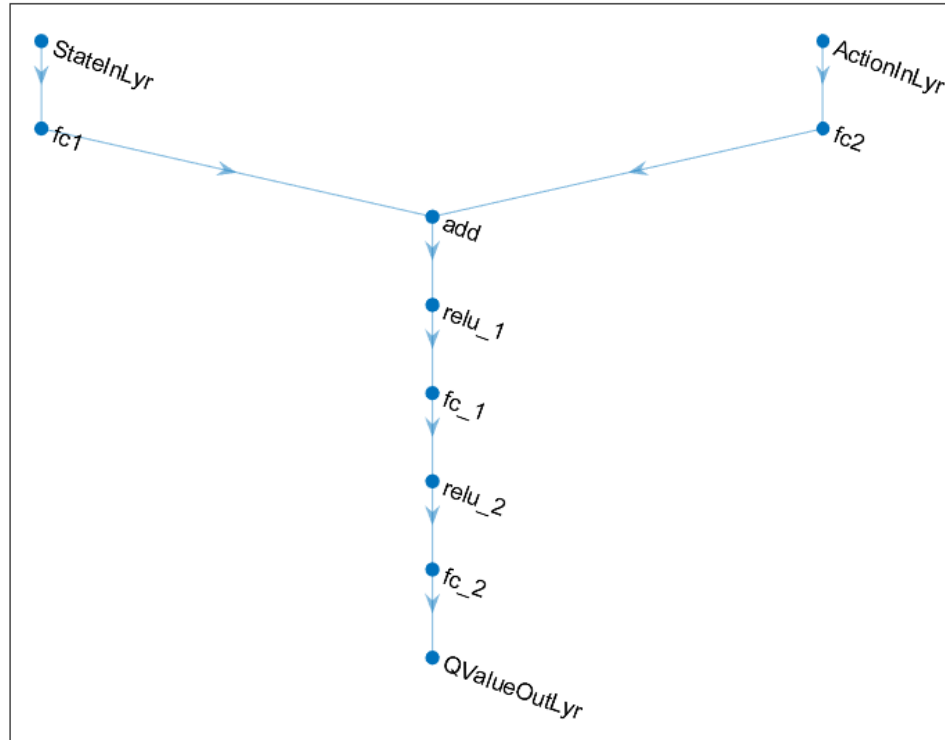 StateInLyr
ActionInLyr
fc1
fc2
add
relu_1
fc_1
relu_2
fc_2
QValueOutLyr